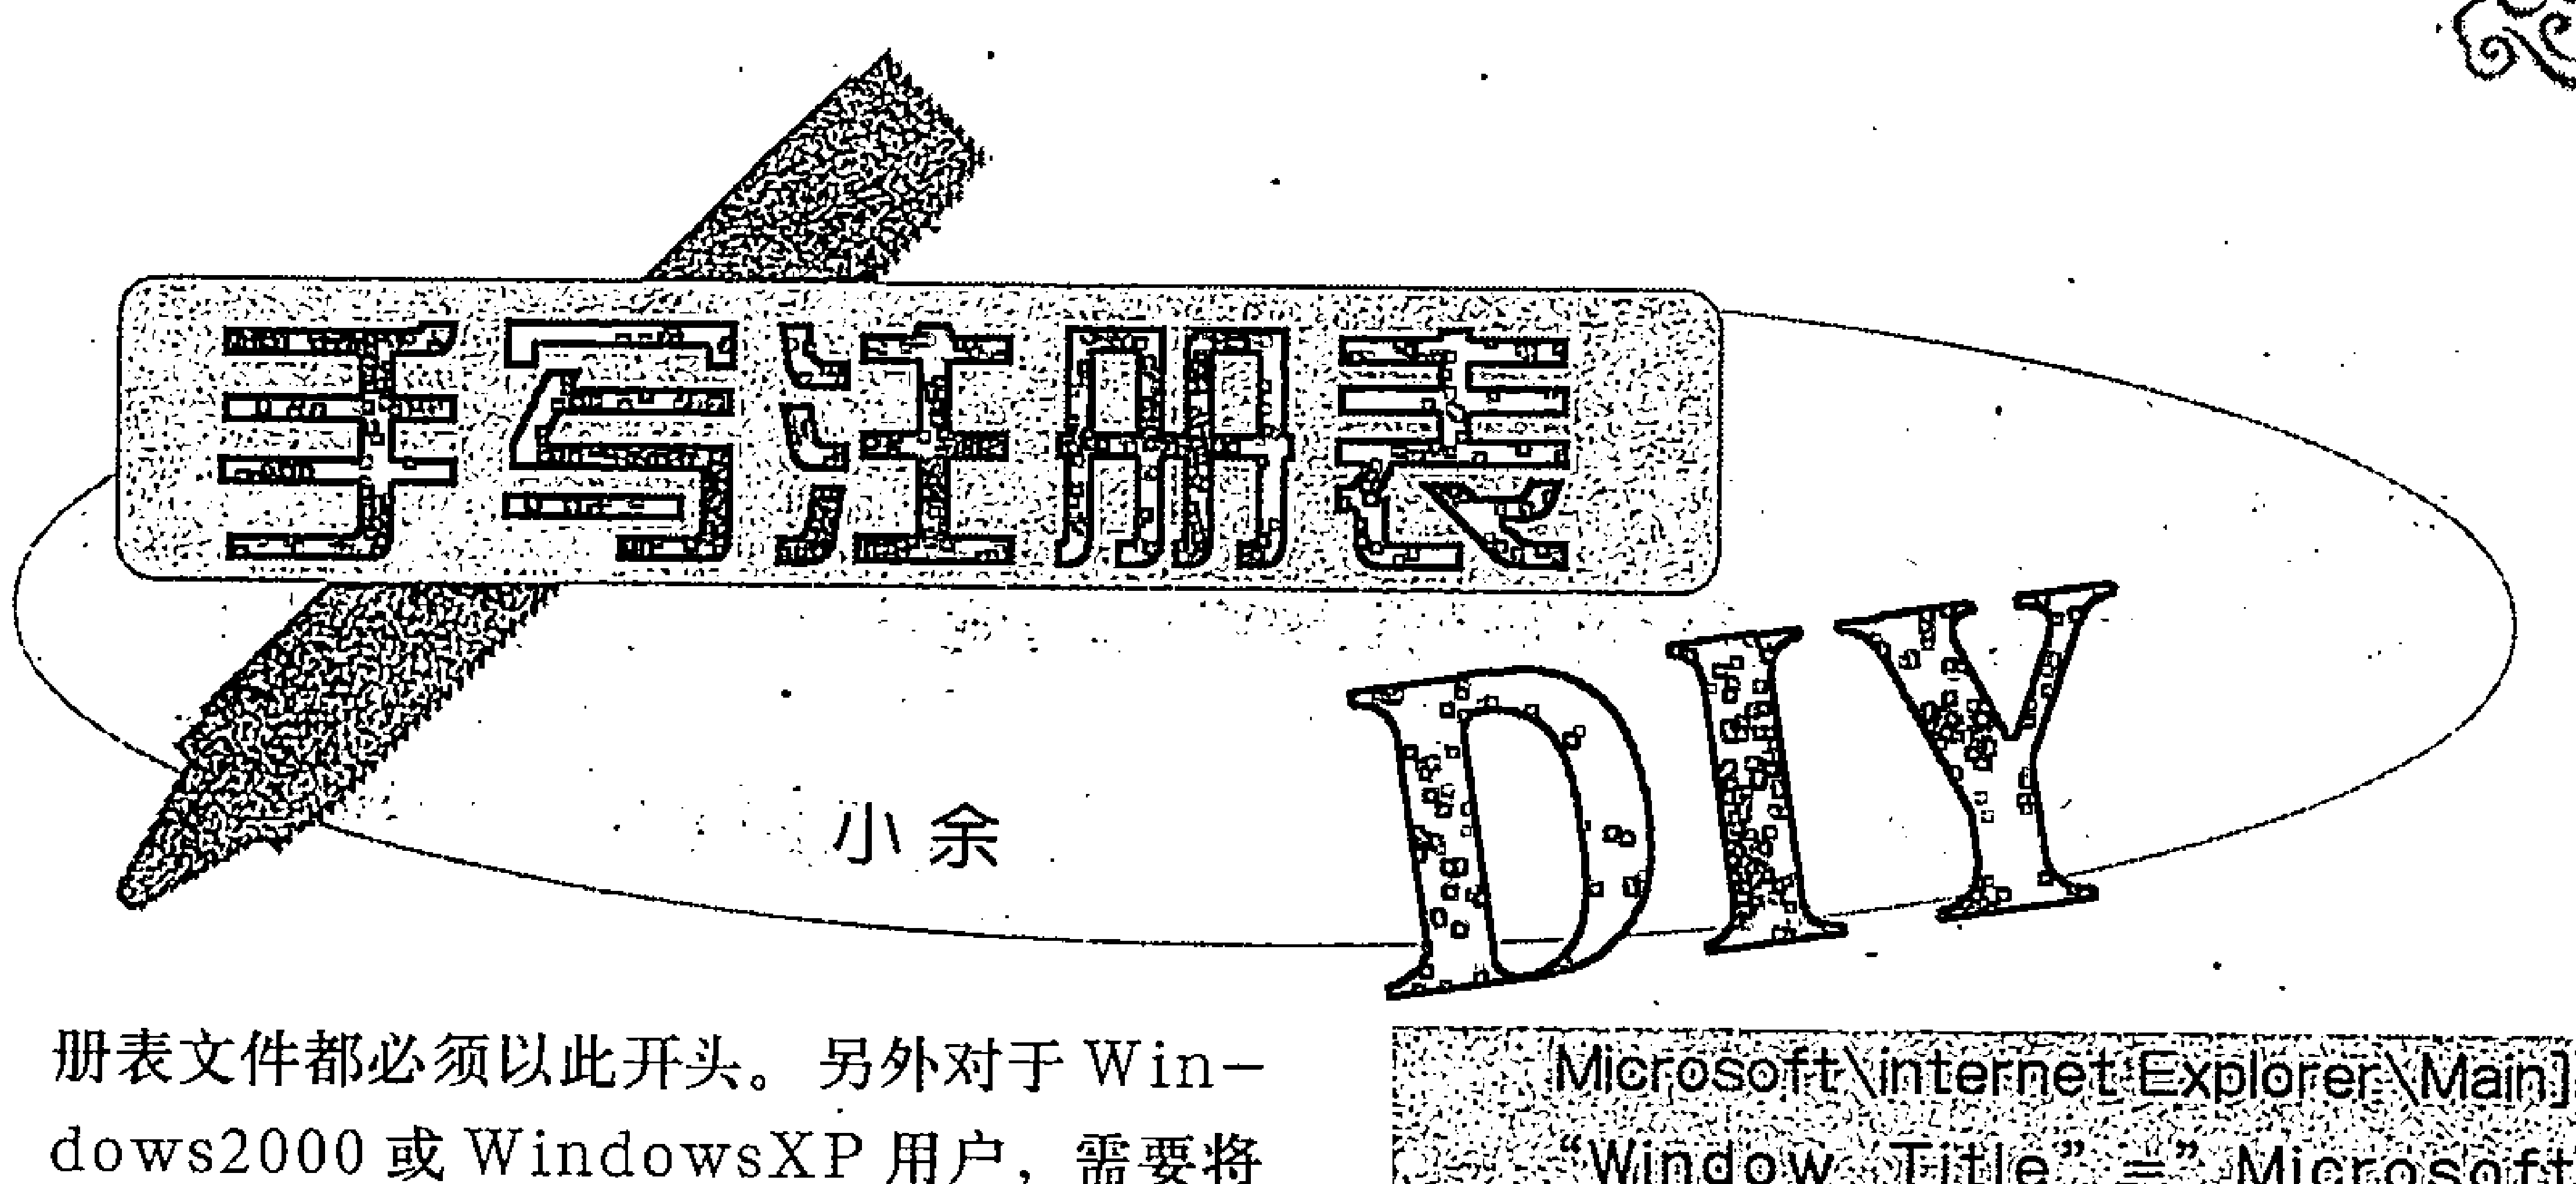 手写注册表
DIY
小余
册表文件都必须以此开头。另外对于Win-
dows2000或WindowsXP用户，需要将
Microsoft\internet Explorer\Main]
“Window Title” =” Microsoft